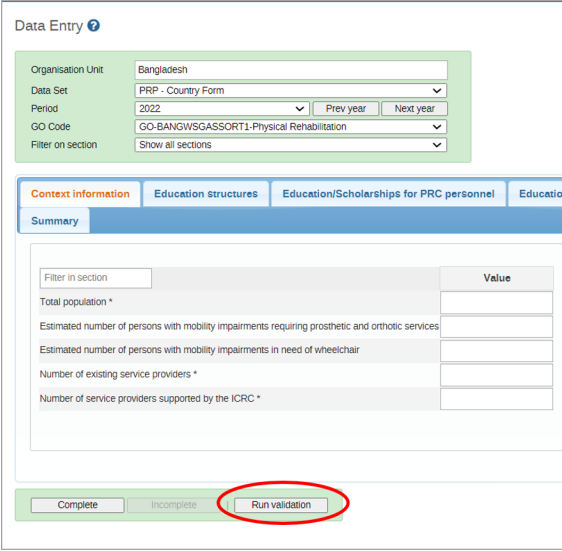 Data Entry ?
Organisation Unit Bangladesh
Data Set PRP - Country Form
Period 2022 Prev year Next year
GO Code GO-BANGWSGASSORT1-Physical Rehabilitation
Filter on section Show all sections
Context information Education structures Education/Scholarships for PRC personnel Educatio
Summary
Filter in section Value
Total population *
Estimated number of persons with mobility impairments requiring prosthetic and orthotic services
Estimated number of persons with mobility impairments in need of wheelchair
Number of existing service providers *
Number of service providers supported by the ICRC *
Complete Incomplete | Run validation